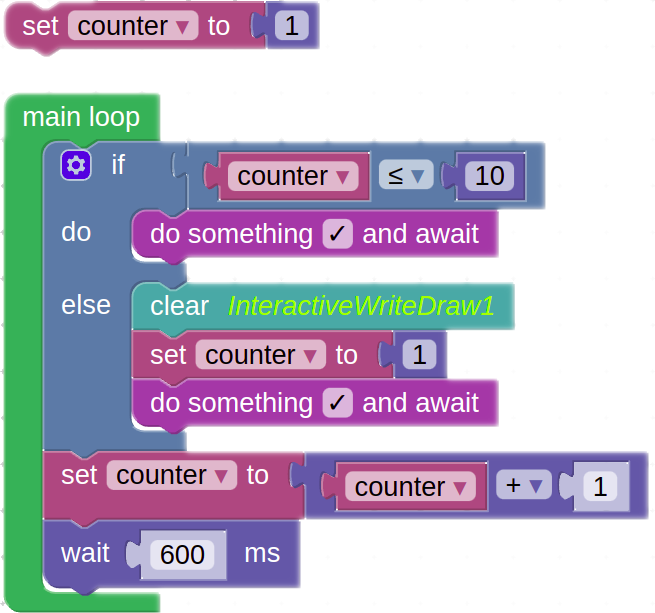 set counter ▾ to 1
main loop
if counter ▾ ≤ ▾ 10
do do something ✓ and await
else clear InteractiveWriteDraw1
set counter ▾ to 1
do something ✓ and await
set counter ▾ to counter ▾ + ▾ 1
wait 600 ms